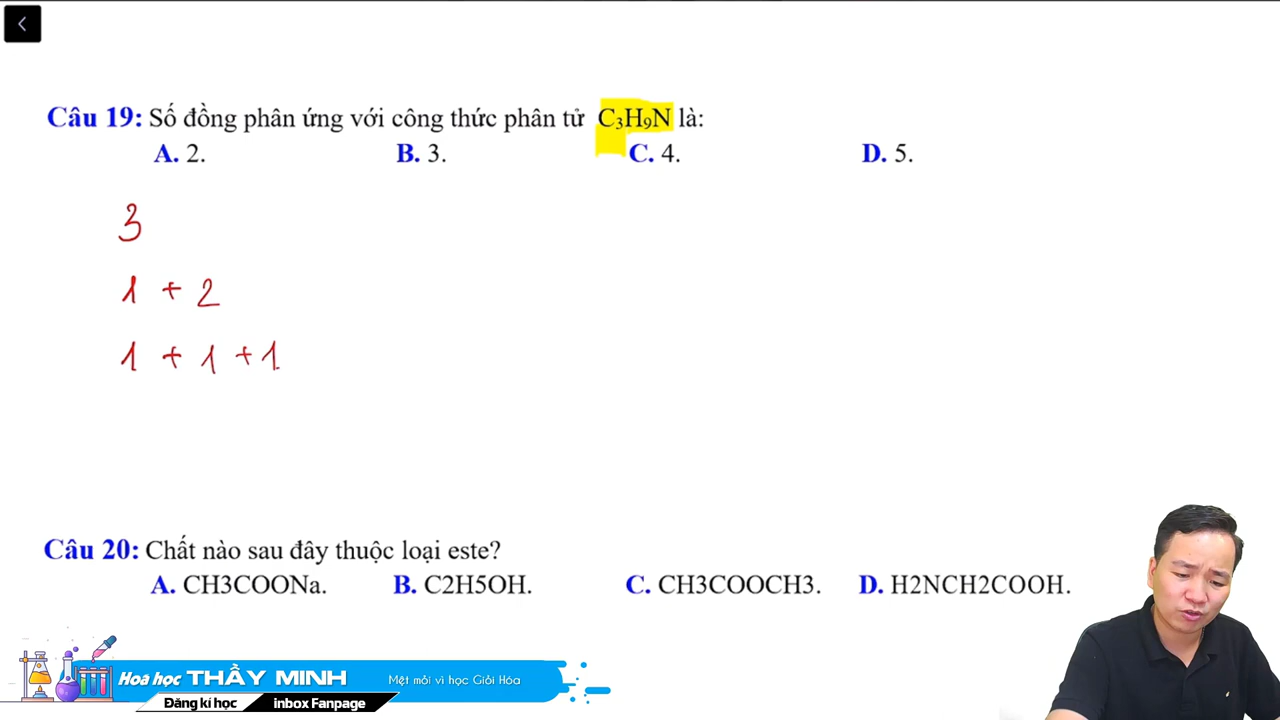 Câu 19: Số đồng phân ứng với công thức phân tử C₃H₉N là:
A. 2. B. 3. C. 4. D. 5.
3
1 + 2
1 + 1 + 1
Câu 20: Chất nào sau đây thuộc loại este?
A. CH3COONa. B. C2H5OH. C. CH3COOCH3. D. H2NCH2COOH.
Hoá học THẦY MINH Mệt mỏi vì học Giỏi Hóa
Đăng kí học inbox Fanpage